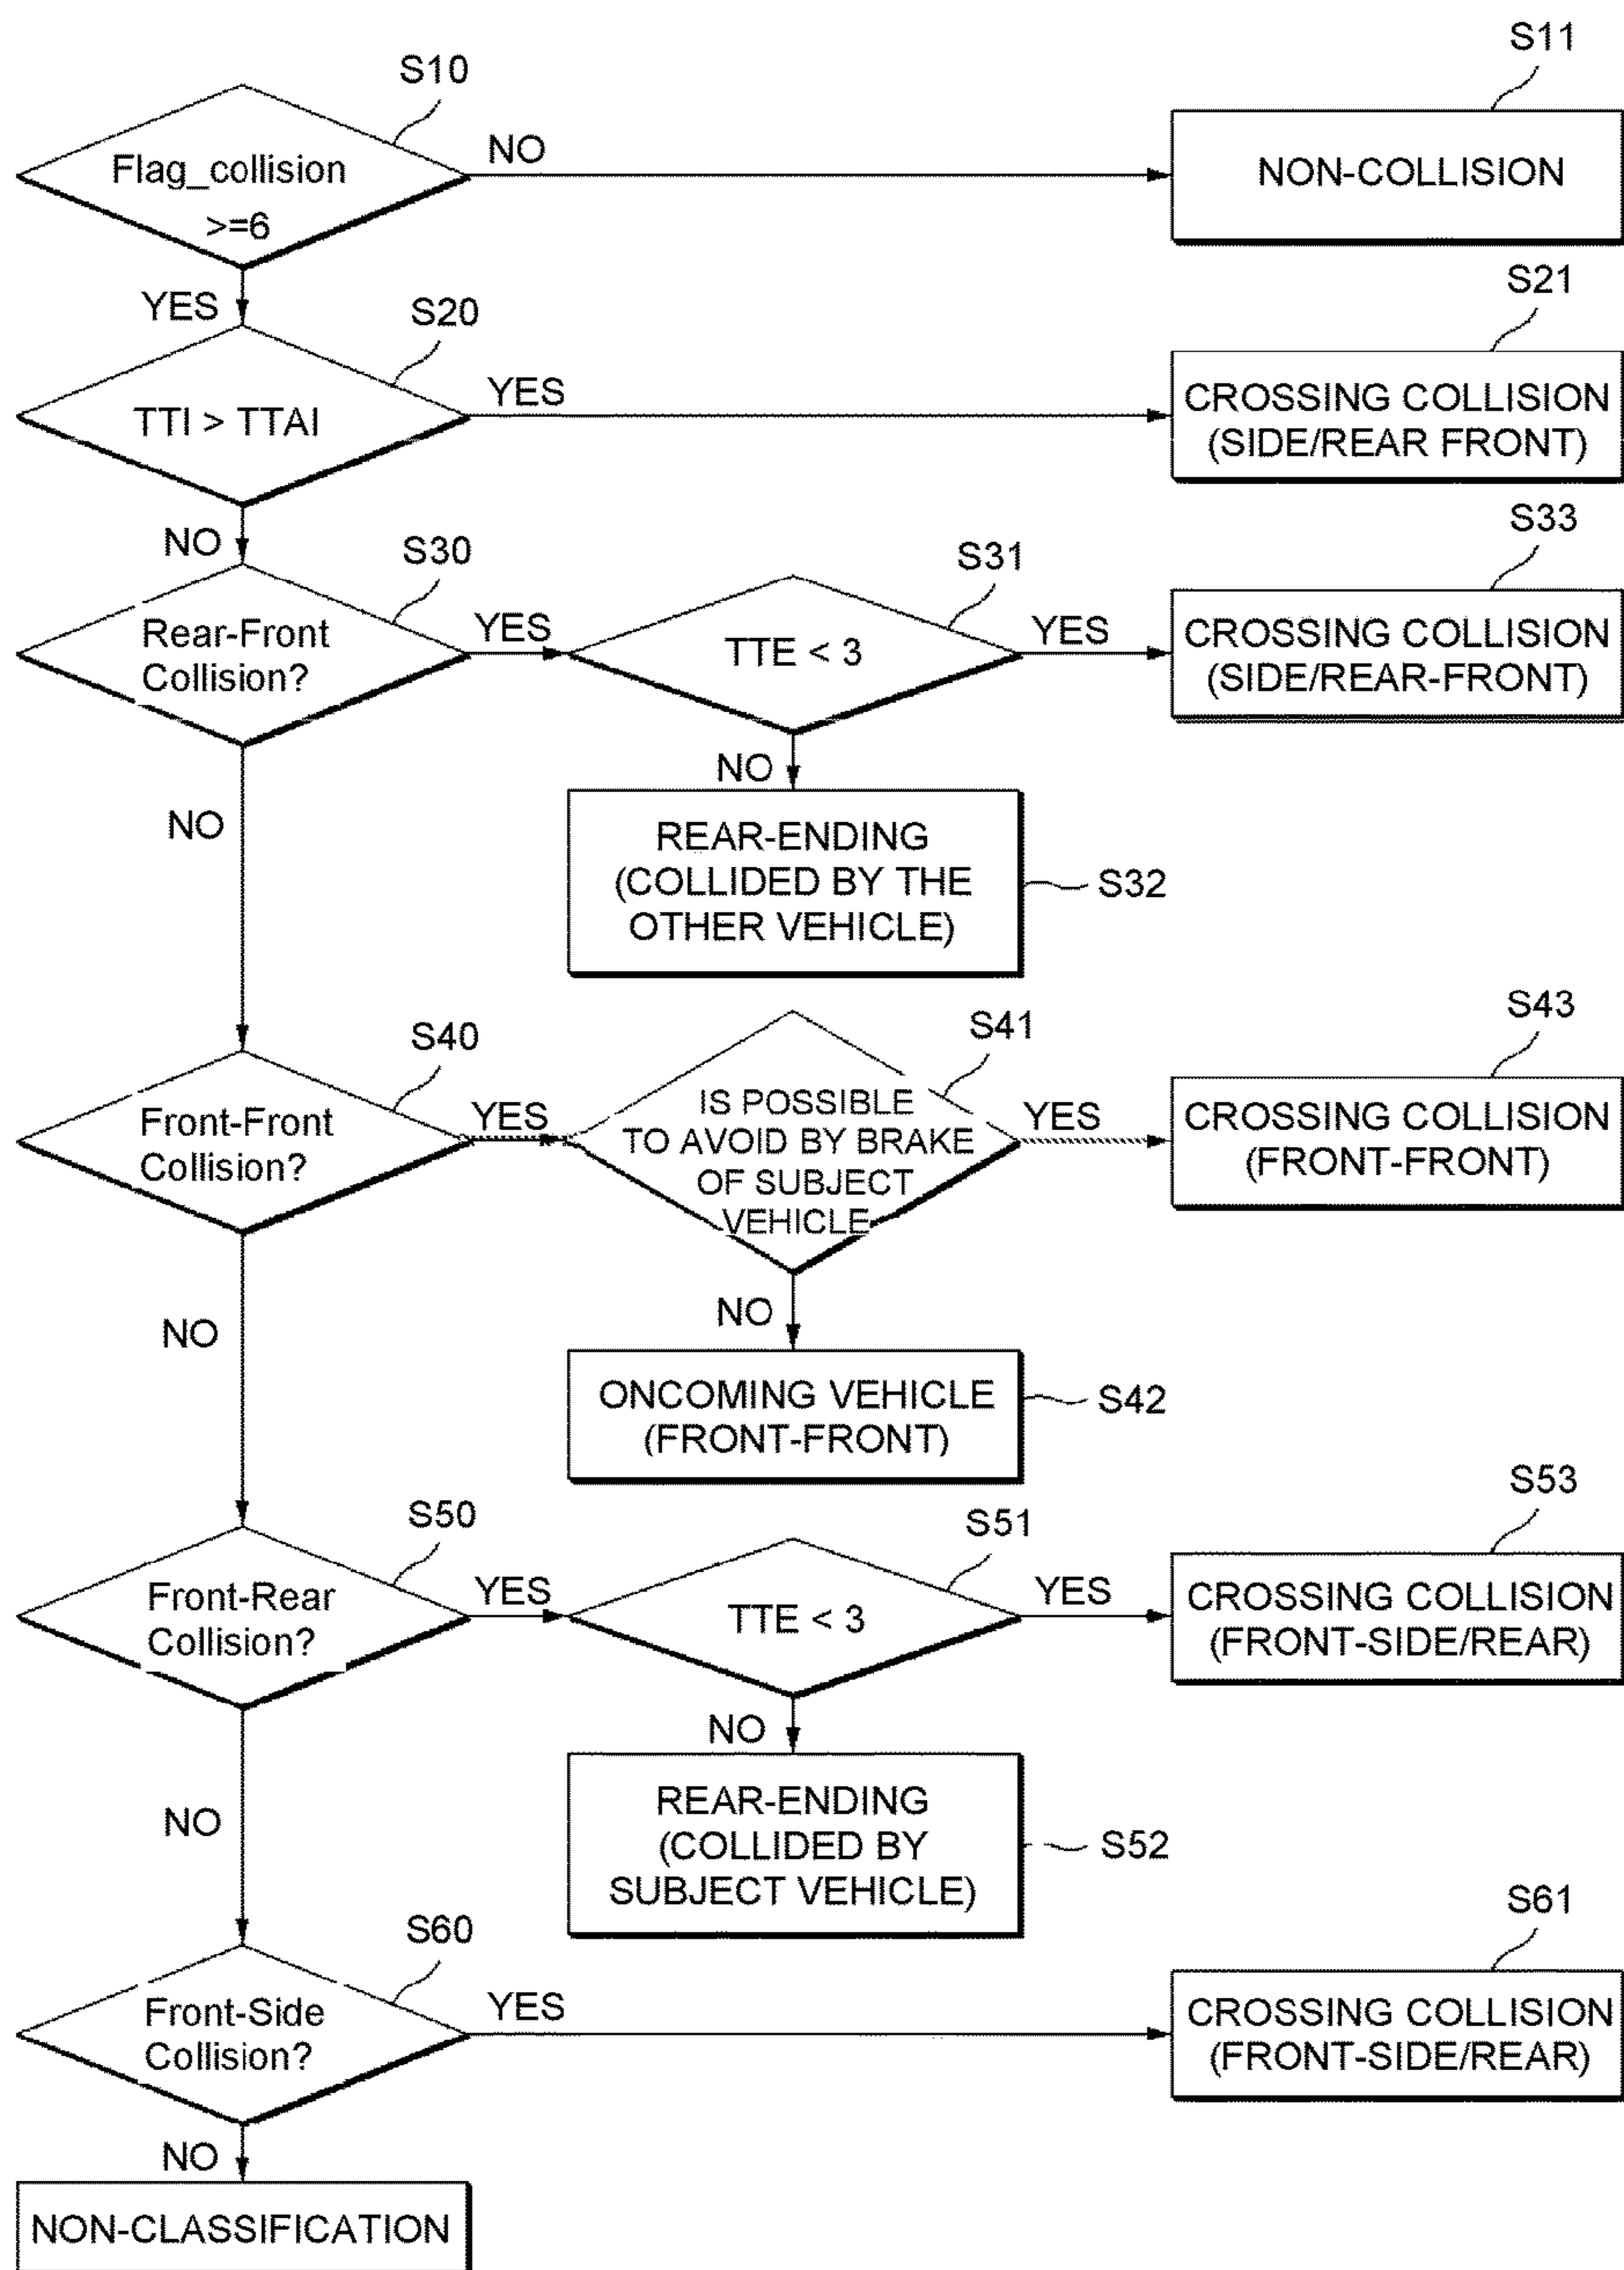 S10
S11
Flag_collision
>=6
NO
NON-COLLISION
YES
S20
S21
TTI > TTAI
YES
CROSSING COLLISION
(SIDE/REAR FRONT)
NO
S30
S31
S33
Rear-Front
Collision?
YES
TTE < 3
YES
CROSSING COLLISION
(SIDE/REAR-FRONT)
NO
NO
REAR-ENDING
(COLLIDED BY THE
OTHER VEHICLE)
S32
S40
S41
S43
Front-Front
Collision?
YES
IS POSSIBLE
TO AVOID BY BRAKE
OF SUBJECT
VEHICLE
YES
CROSSING COLLISION
(FRONT-FRONT)
NO
NO
ONCOMING VEHICLE
(FRONT-FRONT)
S42
S50
S51
S53
Front-Rear
Collision?
YES
TTE < 3
YES
CROSSING COLLISION
(FRONT-SIDE/REAR)
NO
NO
REAR-ENDING
(COLLIDED BY
SUBJECT VEHICLE)
S52
S60
S61
Front-Side
Collision?
YES
CROSSING COLLISION
(FRONT-SIDE/REAR)
NO
NON-CLASSIFICATION